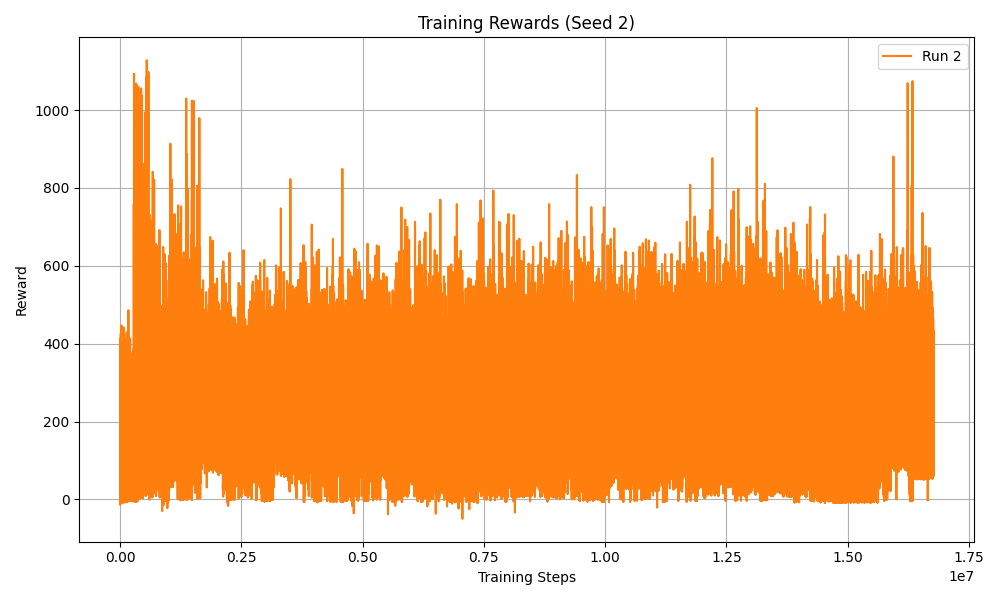 Training Rewards (Seed 2)
Run 2
Reward
1000
800
600
400
200
0
0.00 0.25 0.50 0.75 1.00 1.25 1.50 1.75
1e7
Training Steps